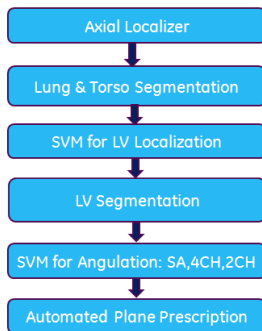 Axial Localizer
Lung & Torso Segmentation
SVM for LV Localization
LV Segmentation
SVM for Angulation: SA,4CH,2CH
Automated Plane Prescription